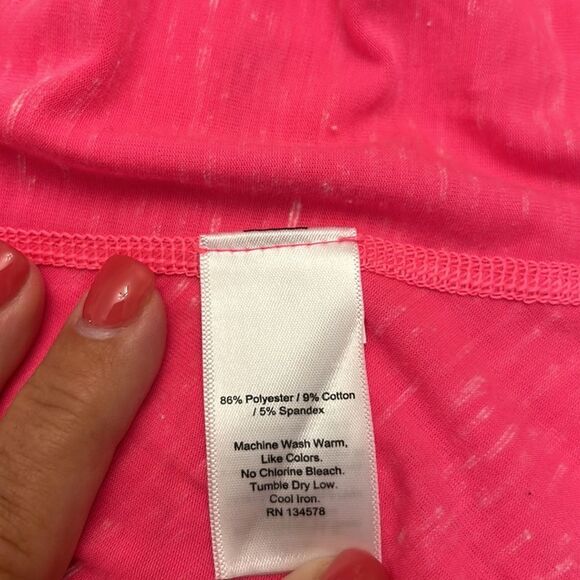 86% Polyester / 9% Cotton
/ 5% Spandex
Machine Wash Warm,
Like Colors.
No Chlorine Bleach.
Tumble Dry Low.
Cool Iron.
RN 134578